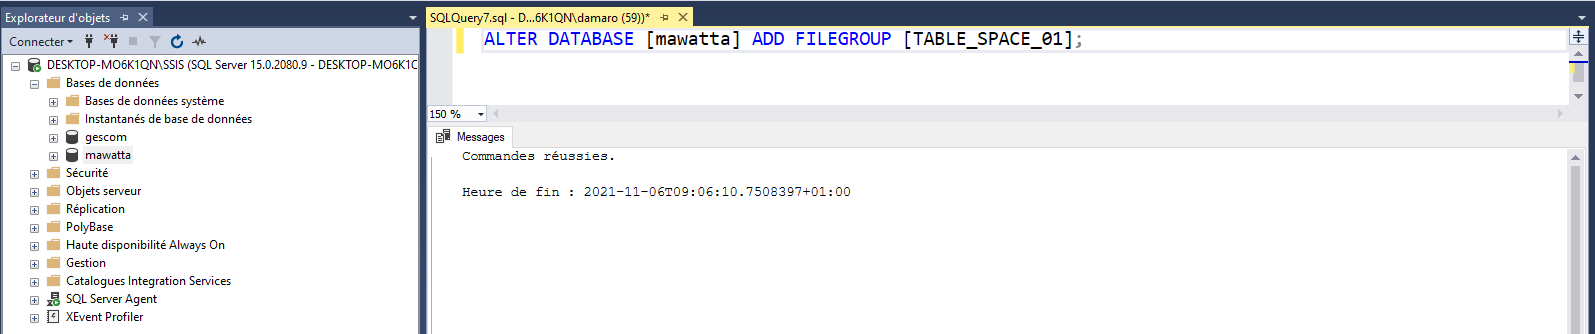 Explorateur d'objets
Connecter
DESKTOP-MO6K1QN\SSIS (SQL Server 15.0.2080.9 - DESKTOP-MO6K1C
Bases de données
Bases de données système
Instantanés de base de données
gescom
mawatta
Sécurité
Objets serveur
Réplication
PolyBase
Haute disponibilité Always On
Gestion
Catalogues Integration Services
SQL Server Agent
XEvent Profiler
SQLQuery7.sql - D...6K1QN\damaro (59))*
ALTER DATABASE [mawatta] ADD FILEGROUP [TABLE_SPACE_01];
150 %
Messages
Commandes réussies.
Heure de fin : 2021-11-06T09:06:10.7508397+01:00